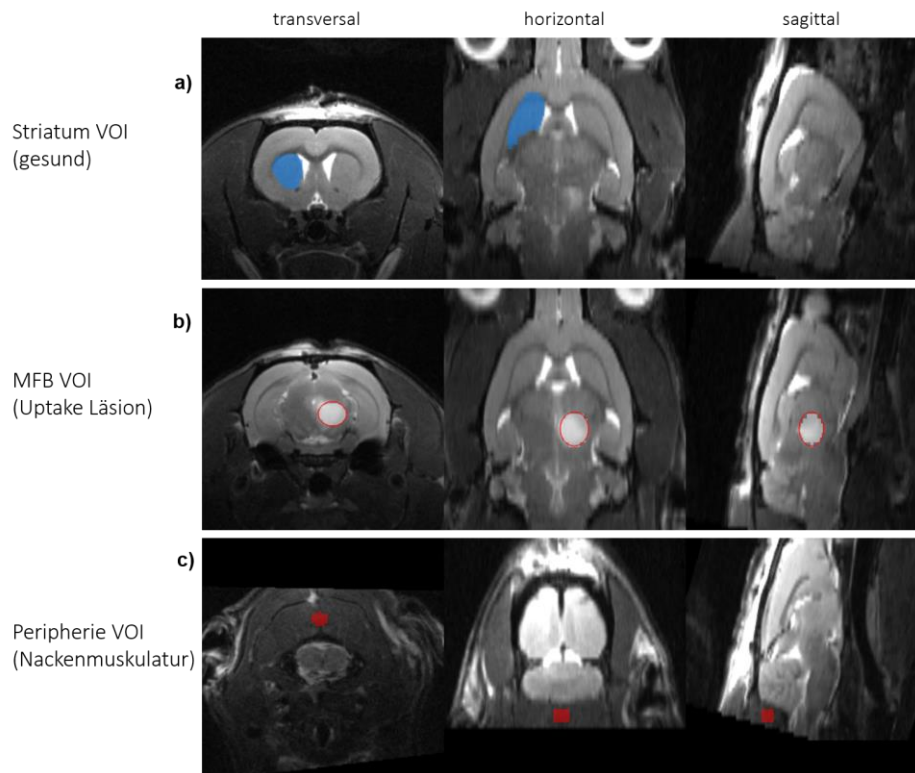 transversal horizontal sagittal
a)
Striatum VOI
(gesund)
b)
MFB VOI
(Uptake Läsion)
c)
Peripherie VOI
(Nackenmuskulatur)